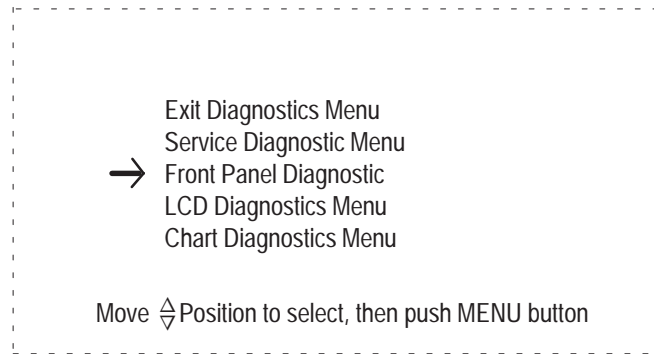 Exit Diagnostics Menu
Service Diagnostic Menu
→ Front Panel Diagnostic
LCD Diagnostics Menu
Chart Diagnostics Menu
Move △▽ Position to select, then push MENU button